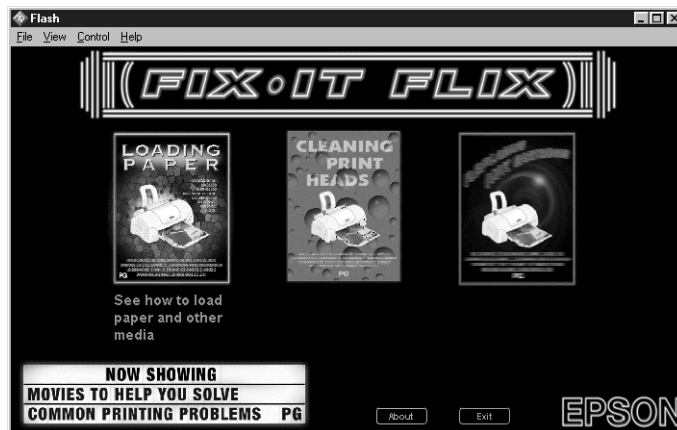 Flash
File View Control Help
FIX·IT FLIX
LOADING
PAPER
PG
CLEANING
PRINT
HEADS
PG
PG
See how to load
paper and other
media
NOW SHOWING
MOVIES TO HELP YOU SOLVE
COMMON PRINTING PROBLEMS PG
About
Exit
EPSON